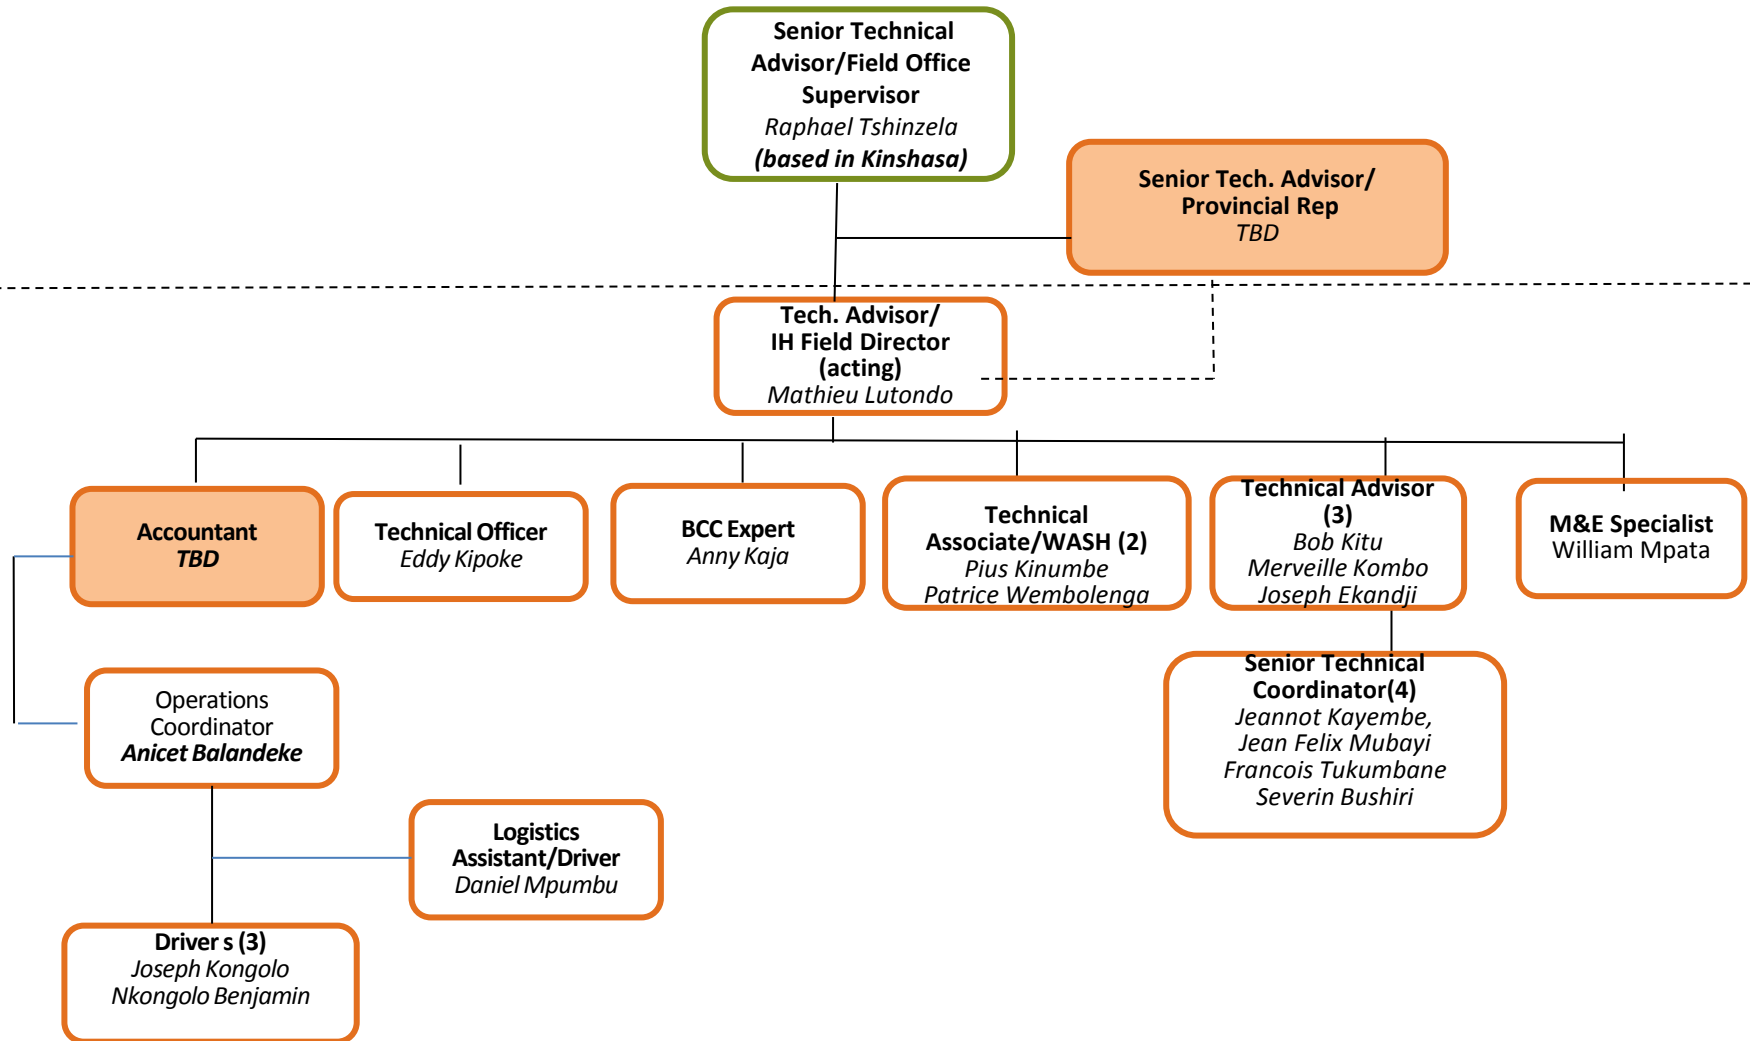 Senior Technical
Advisor/Field Office
Supervisor
Raphael Tshinzela
(based in Kinshasa)
Senior Tech. Advisor/
Provincial Rep
TBD
Tech. Advisor/
IH Field Director
(acting)
Mathieu Lutondo
Accountant
TBD
Technical Officer
Eddy Kipoke
BCC Expert
Anny Kaja
Technical
Associate/WASH (2)
Pius Kinumbe
Patrice Wembolenga
Technical Advisor
(3)
Bob Kitu
Merveille Kombo
Joseph Ekandji
M&E Specialist
William Mpata
Operations
Coordinator
Anicet Balandeke
Senior Technical
Coordinator(4)
Jeannot Kayembe,
Jean Felix Mubayi
Francois Tukumbane
Severin Bushiri
Logistics
Assistant/Driver
Daniel Mpumbu
Driver s (3)
Joseph Kongolo
Nkongolo Benjamin